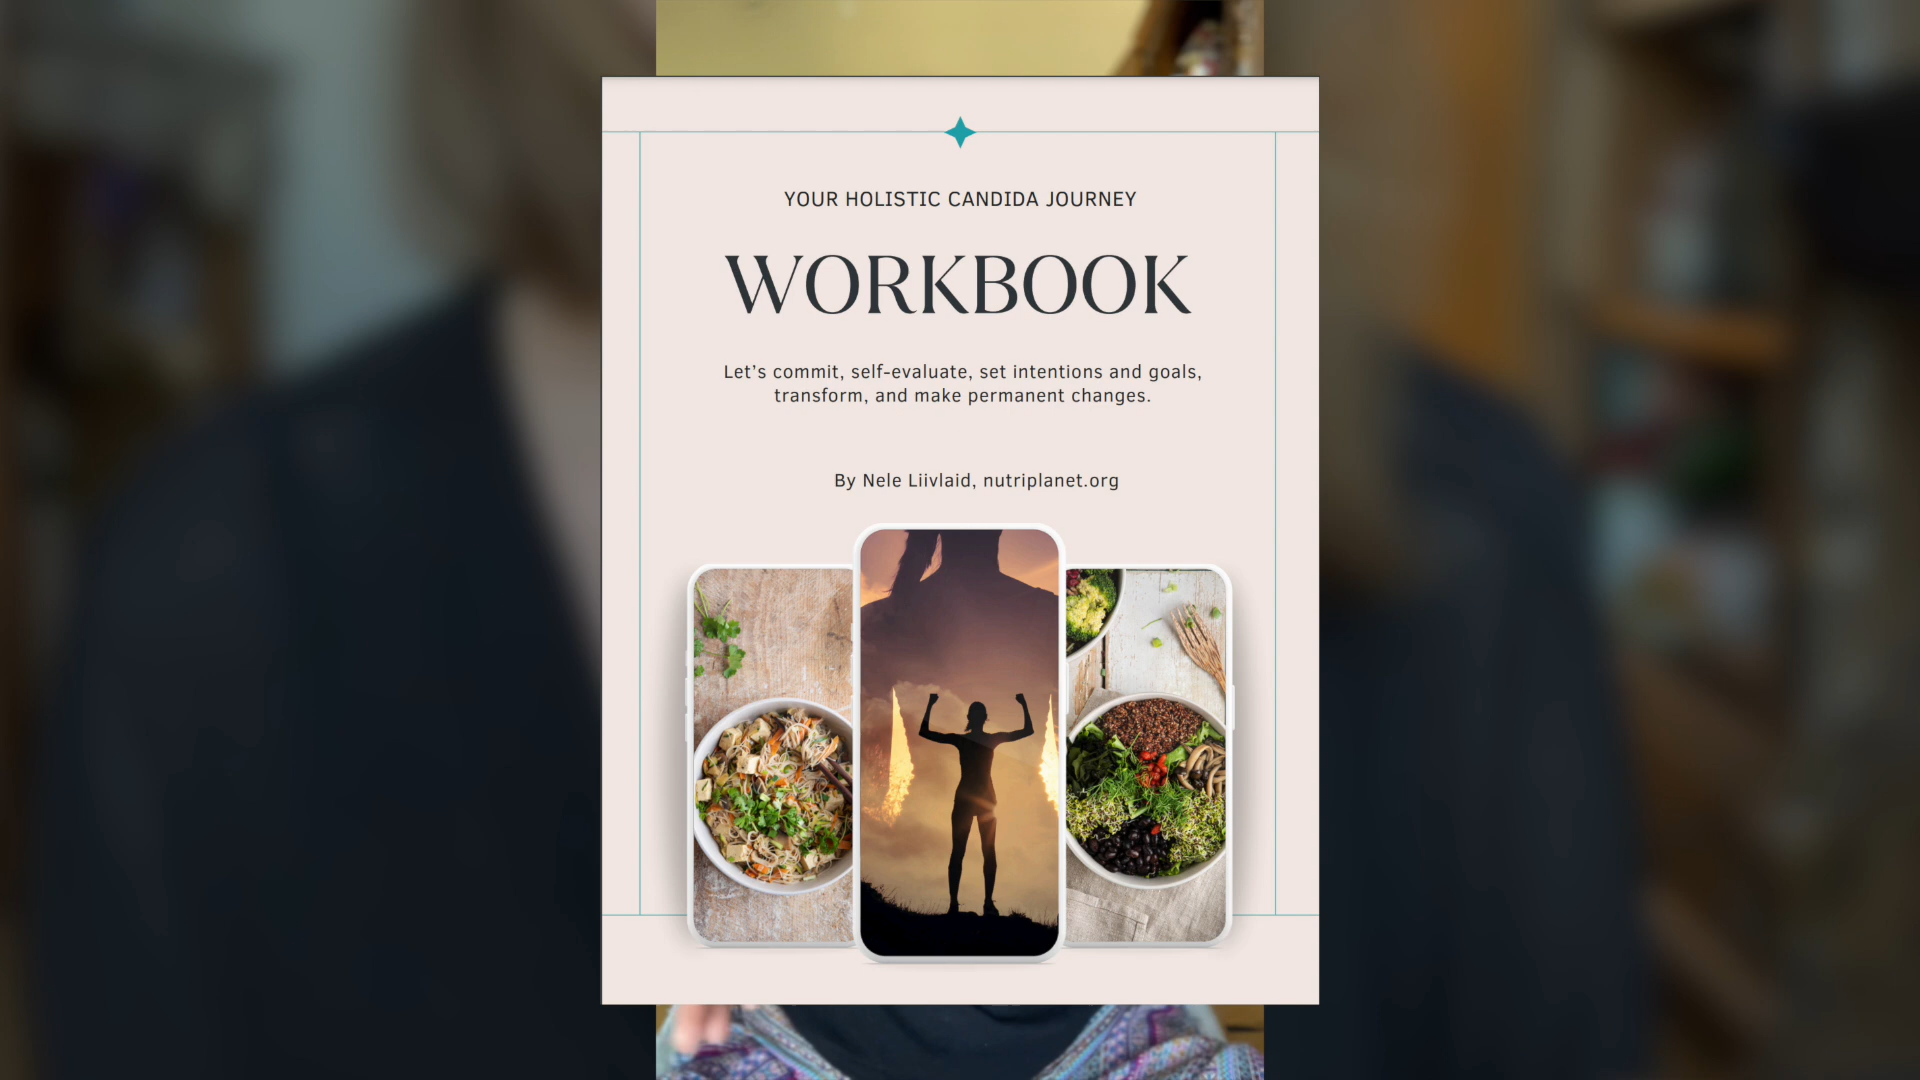 YOUR HOLISTIC CANDIDA JOURNEY
WORKBOOK
Let’s commit, self-evaluate, set intentions and goals,
transform, and make permanent changes.
By Nele Liivlaid, nutriplanet.org